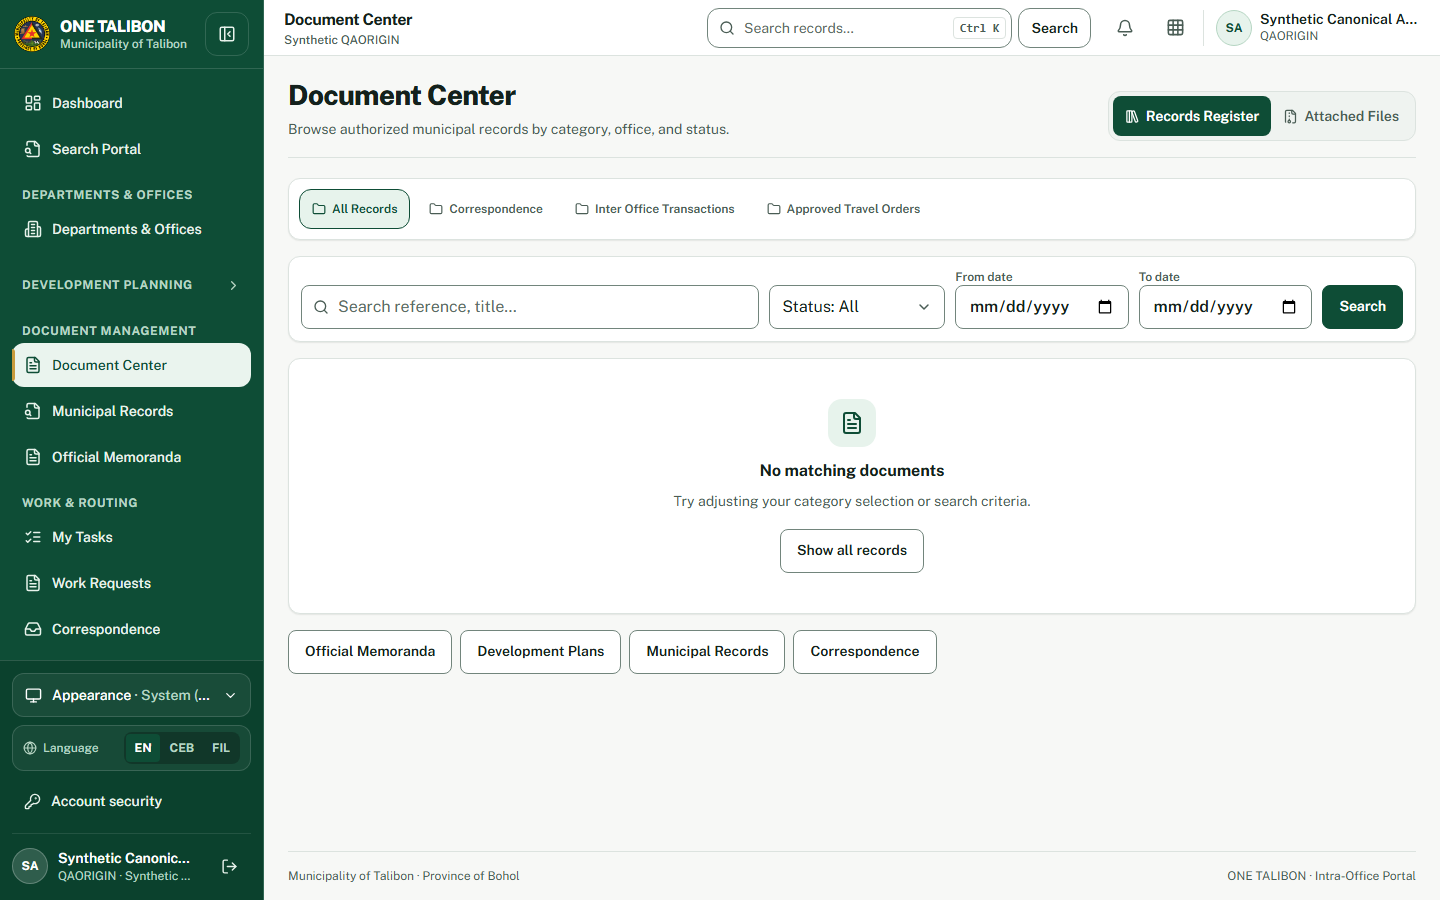 ONE TALIBON
Municipality of Talibon
Dashboard
Search Portal
DEPARTMENTS & OFFICES
Departments & Offices
DEVELOPMENT PLANNING
DOCUMENT MANAGEMENT
Document Center
Municipal Records
Official Memoranda
WORK & ROUTING
My Tasks
Work Requests
Correspondence
Appearance · System (...
Language EN CEB FIL
Account security
SA Synthetic Canonic...
QAORIGIN · Synthetic ...
Document Center
Synthetic QAORIGIN
Search records... Ctrl K Search
SA Synthetic Canonical A...
QAORIGIN
Document Center
Browse authorized municipal records by category, office, and status.
Records Register Attached Files
All Records Correspondence Inter Office Transactions Approved Travel Orders
From date To date
Search reference, title... Status: All mm/dd/yyyy mm/dd/yyyy Search
No matching documents
Try adjusting your category selection or search criteria.
Show all records
Official Memoranda Development Plans Municipal Records Correspondence
Municipality of Talibon · Province of Bohol
ONE TALIBON · Intra-Office Portal